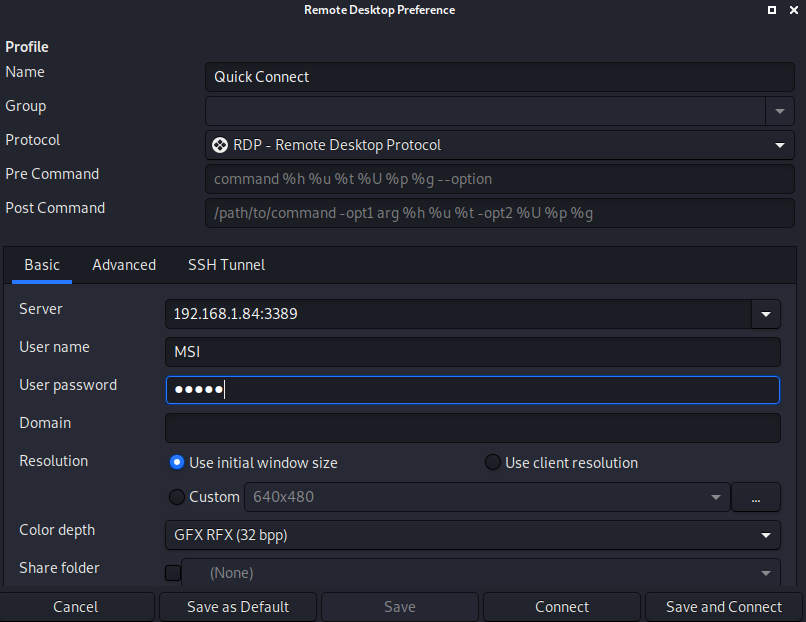 Remote Desktop Preference
Profile
Name Quick Connect
Group
Protocol RDP - Remote Desktop Protocol
Pre Command command %h %u %t %U %p %g --option
Post Command /path/to/command -opt1 arg %h %u %t -opt2 %U %p %g
Basic Advanced SSH Tunnel
Server 192.168.1.84:3389
User name MSI
User password ●●●●●
Domain
Resolution Use initial window size Use client resolution
Custom 640x480 ...
Color depth GFX RFX (32 bpp)
Share folder (None)
Cancel Save as Default Save Connect Save and Connect